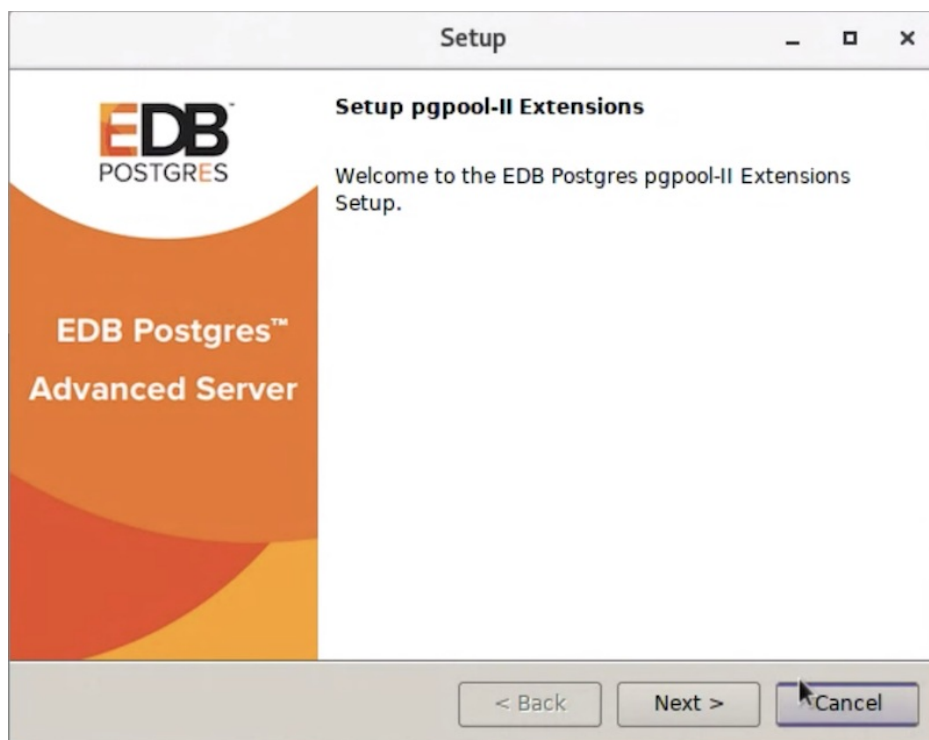 Setup
EDB
POSTGRES
Setup pgpool-II Extensions
Welcome to the EDB Postgres pgpool-II Extensions
Setup.
EDB Postgres™
Advanced Server
< Back
Next >
Cancel